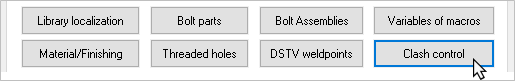 Library localization Bolt parts Bolt Assemblies Variables of macros
Material/Finishing Threaded holes DSTV weldpoints Clash control